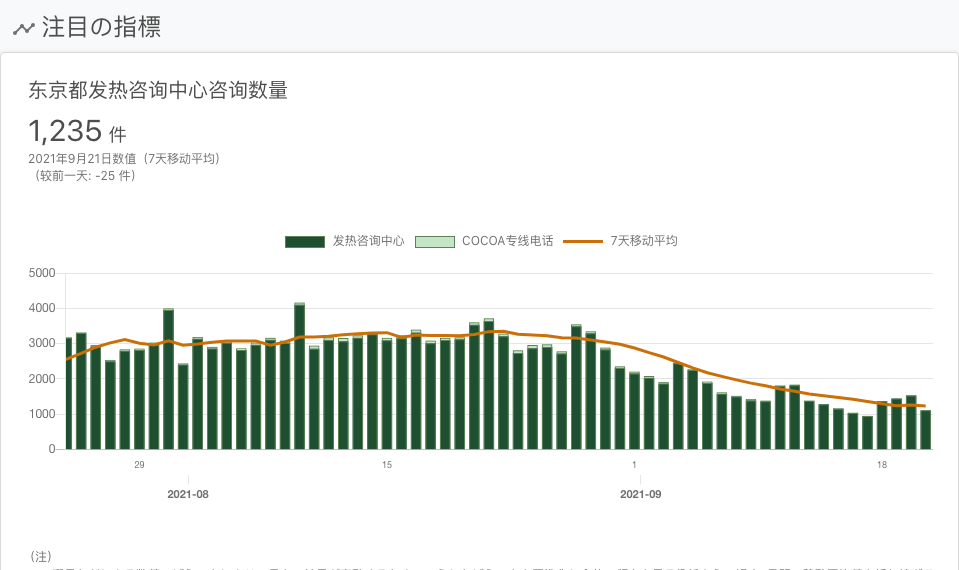 注目の指標
东京都发热咨询中心咨询数量
1,235 件
2021年9月21日数值（7天移动平均）
（较前一天: -25 件）
发热咨询中心 COCOA专线电话 7天移动平均
5000
4000
3000
2000
1000
0
29 15 1 18
2021-08 2021-09
(注)